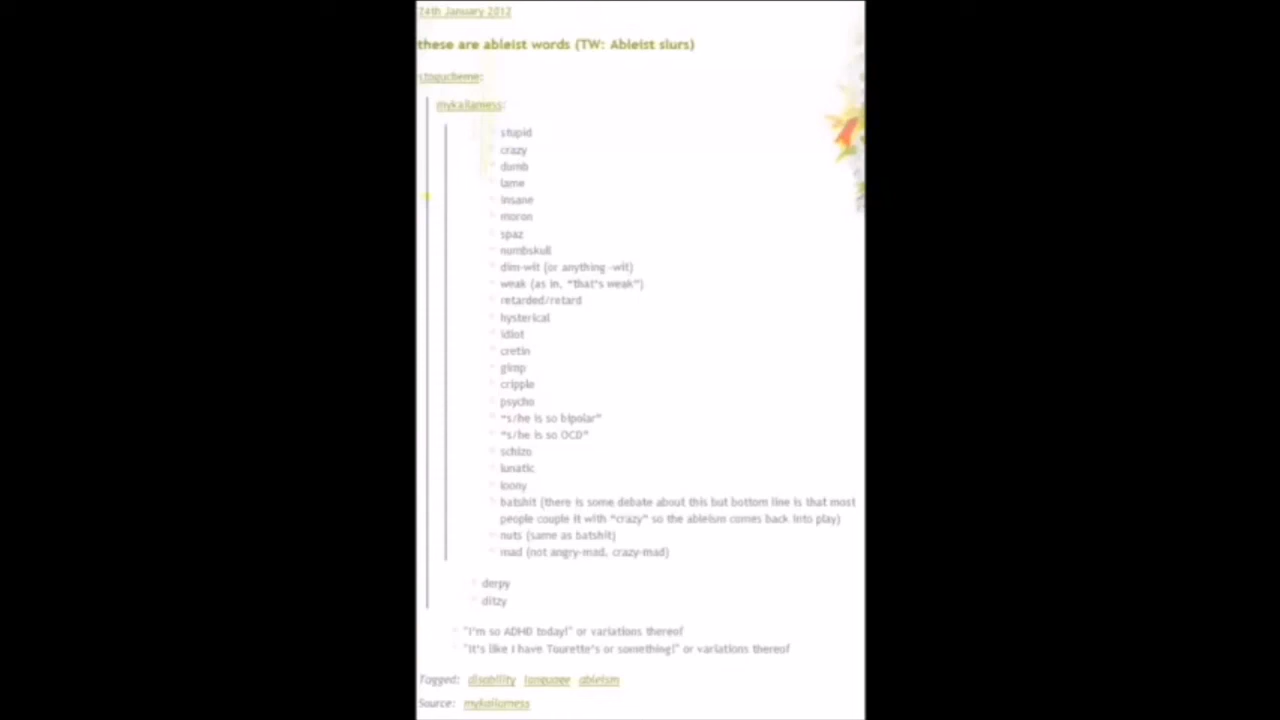 24th January 2012
these are ableist words (TW: Ableist slurs)
mykallamess:
stupid
crazy
dumb
lame
insane
moron
spaz
numbskull
dim-wit (or anything -wit)
weak (as in, "that's weak")
retarded/retard
hysterical
idiot
cretin
gimp
cripple
psycho
"s/he is so bipolar"
"s/he is so OCD"
schizo
lunatic
loony
batshit (there is some debate about this but bottom line is that most
people couple it with "crazy" so the ableism comes back into play)
nuts (same as batshit)
mad (not angry-mad, crazy-mad)
derpy
ditzy
"I'm so ADHD today!" or variations thereof
"It's like I have Tourette's or something!" or variations thereof
Tagged: disability language ableism
Source: mykallamess